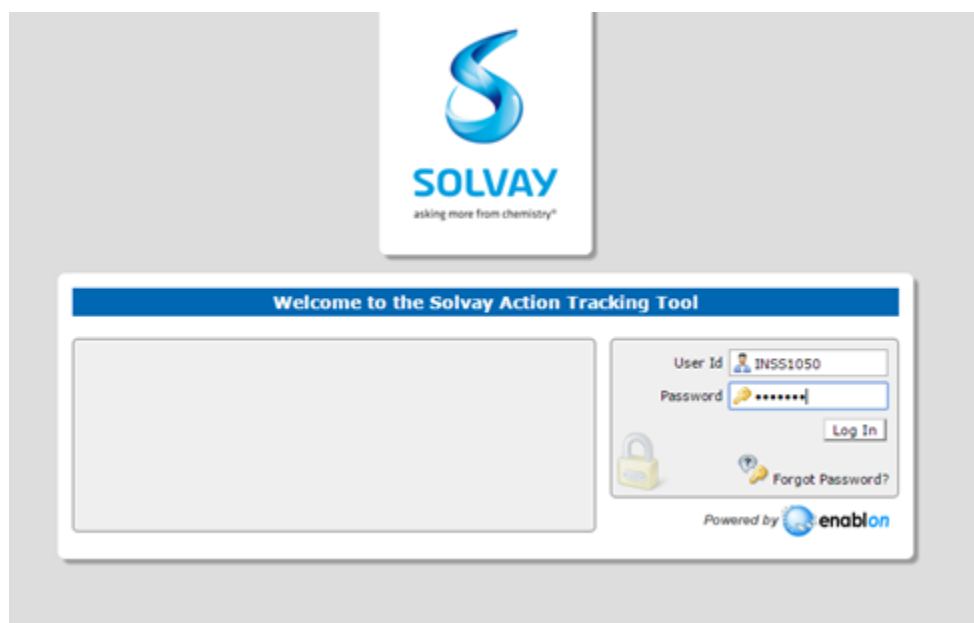 SOLVAY
asking more from chemistry®
Welcome to the Solvay Action Tracking Tool
User Id INSS1050
Password •••••••
Log In
Forgot Password?
Powered by enablon